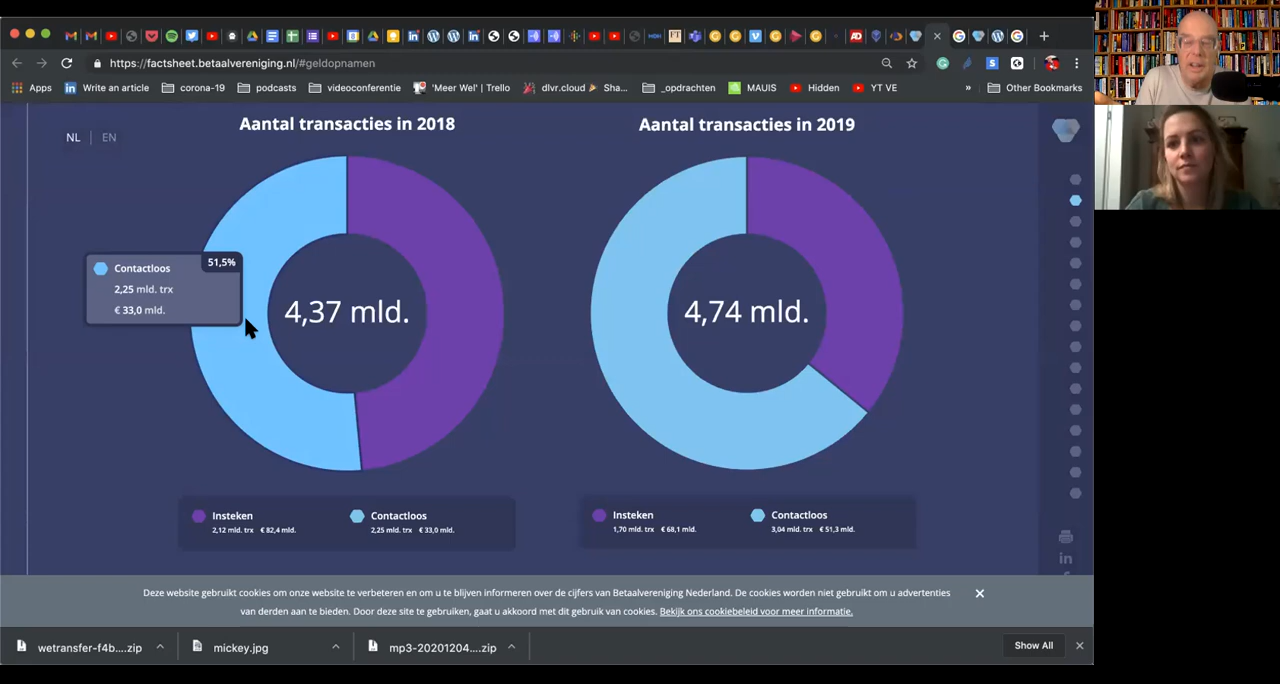 https://factsheet.betaalvereniging.nl/#geldopnamen
Apps
Write an article
corona-19
podcasts
videoconferentie
'Meer Wel' | Trello
dlvr.cloud
Sha...
_opdrachten
MAUIS
Hidden
YT VE
»
Other Bookmarks
NL | EN
Aantal transacties in 2018
Aantal transacties in 2019
51,5%
Contactloos
2,25 mld. trx
€ 33,0 mld.
4,37 mld.
4,74 mld.
Insteken
2,12 mld. trx € 82,4 mld.
Contactloos
2,25 mld. trx € 33,0 mld.
Insteken
1,70 mld. trx € 68,1 mld.
Contactloos
3,04 mld. trx € 51,3 mld.
Deze website gebruikt cookies om onze website te verbeteren en om u te blijven informeren over de cijfers van Betaalvereniging Nederland. De cookies worden niet gebruikt om u advertenties
van derden aan te bieden. Door deze site te gebruiken, gaat u akkoord met dit gebruik van cookies. Bekijk ons cookiebeleid voor meer informatie.
wetransfer-f4b....zip
mickey.jpg
mp3-20201204....zip
Show All